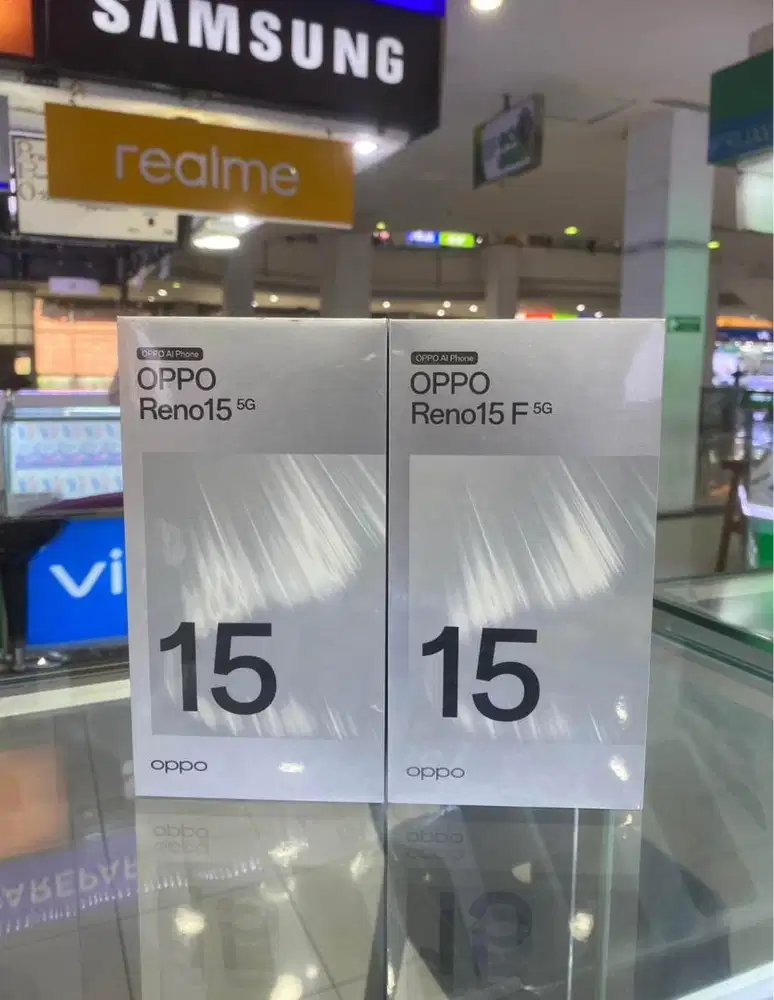 SAMSUNG
realme
OPPO AI Phone
OPPO
Reno15 5G
15
oppo
OPPO AI Phone
OPPO
Reno15 F 5G
15
oppo
vi